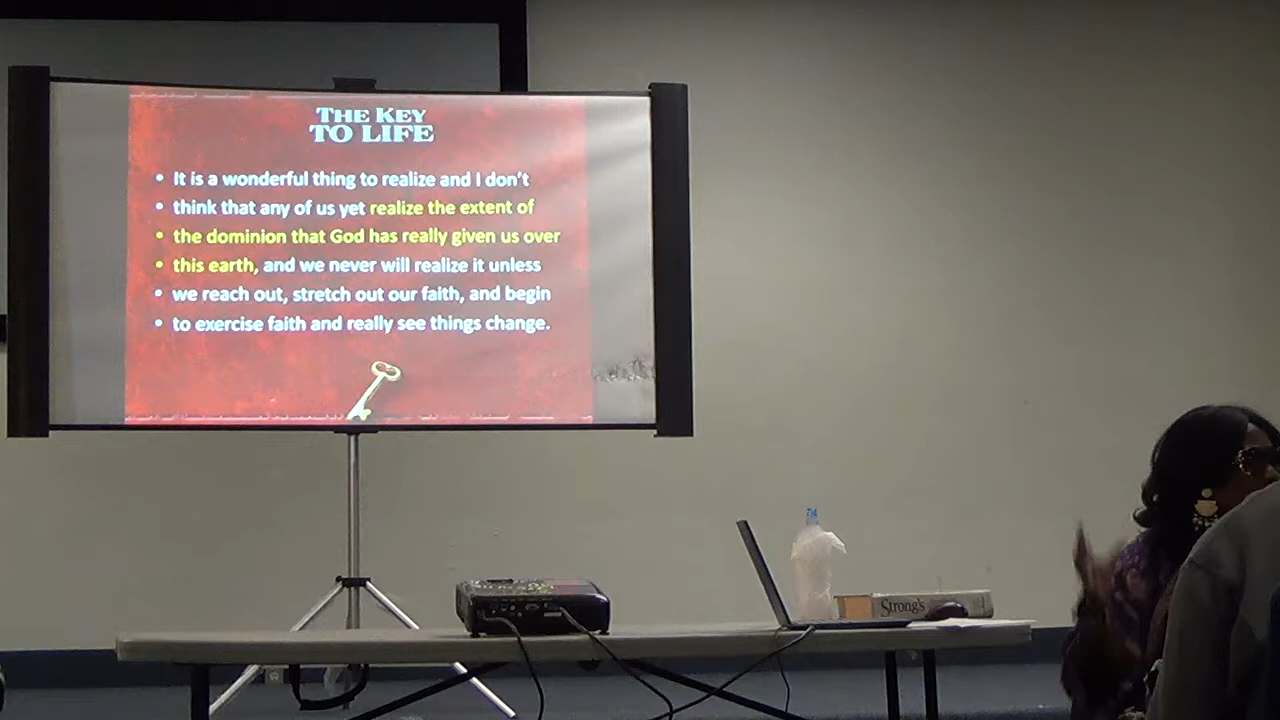 THE KEY
TO LIFE
• It is a wonderful thing to realize and I don't
• think that any of us yet realize the extent of
• the dominion that God has really given us over
• this earth, and we never will realize it unless
• we reach out, stretch out our faith, and begin
• to exercise faith and really see things change.
Strong's